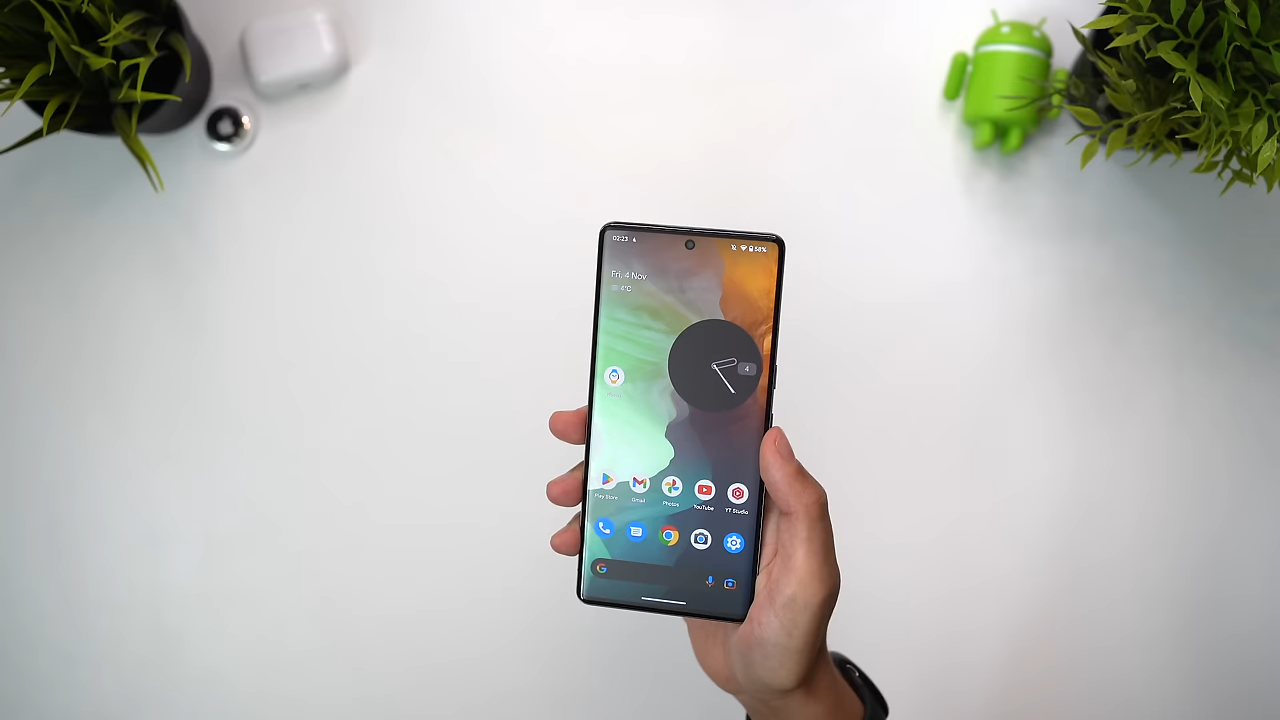 02:23
58%
Fri, 4 Nov
4°C
4
Play Store
Gmail
Photos
YouTube
YT Studio